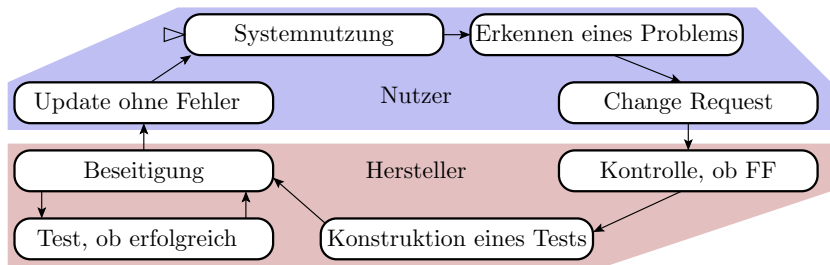 Systemnutzung
Erkennen eines Problems
Update ohne Fehler
Nutzer
Change Request
Beseitigung
Hersteller
Kontrolle, ob FF
Test, ob erfolgreich
Konstruktion eines Tests